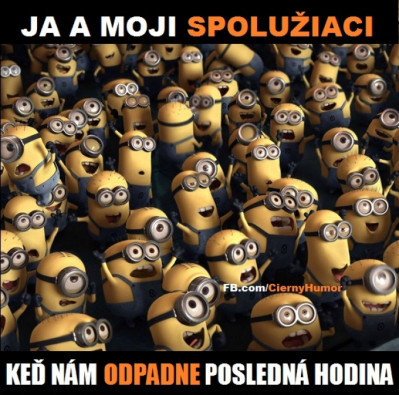 JA A MOJI SPOLUŽIACI
FB.com/CiernyHumor
KEĎ NÁM ODPADNE POSLEDNÁ HODINA